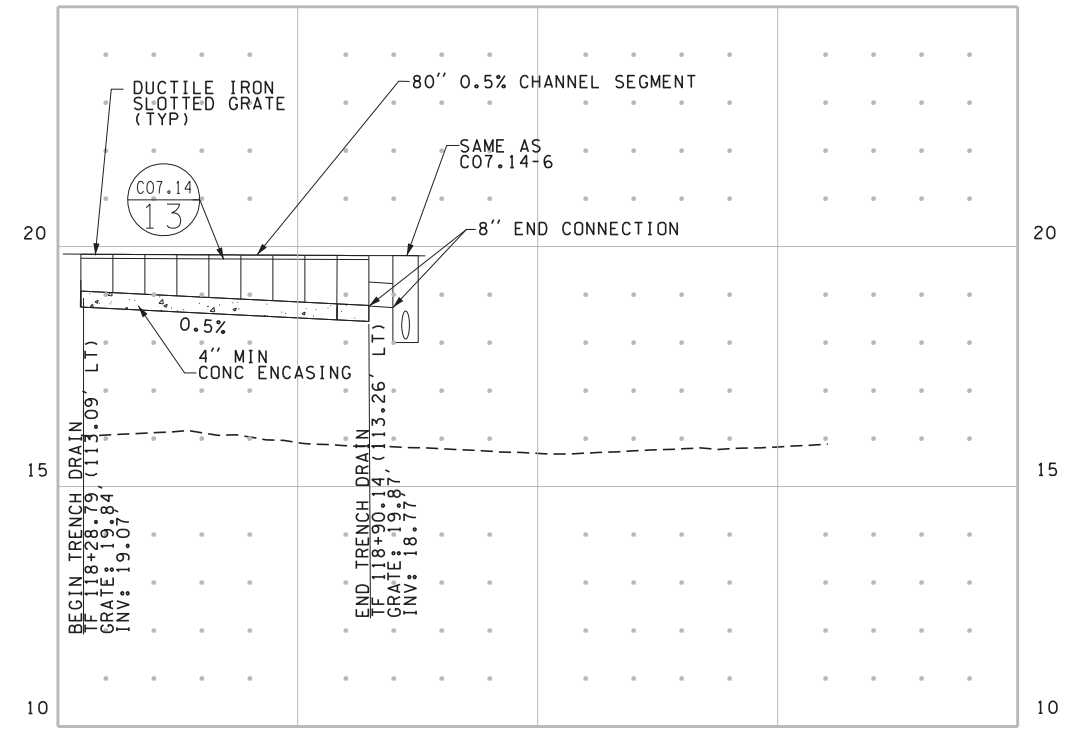 DUCTILE IRON
SLOTTED GRATE
(TYP)
80'' 0.5% CHANNEL SEGMENT
SAME AS
C07.14-6
C07.14
13
8'' END CONNECTION
20
20
0.5%
4'' MIN
CONC ENCASING
15
15
BEGIN TRENCH DRAIN
TF 118+28.79, (113.09' LT)
GRATE: 19.84'
INV: 19.07'
END TRENCH DRAIN
TF 118+90.14, (113.26' LT)
GRATE: 19.87'
INV: 18.77'
10
10